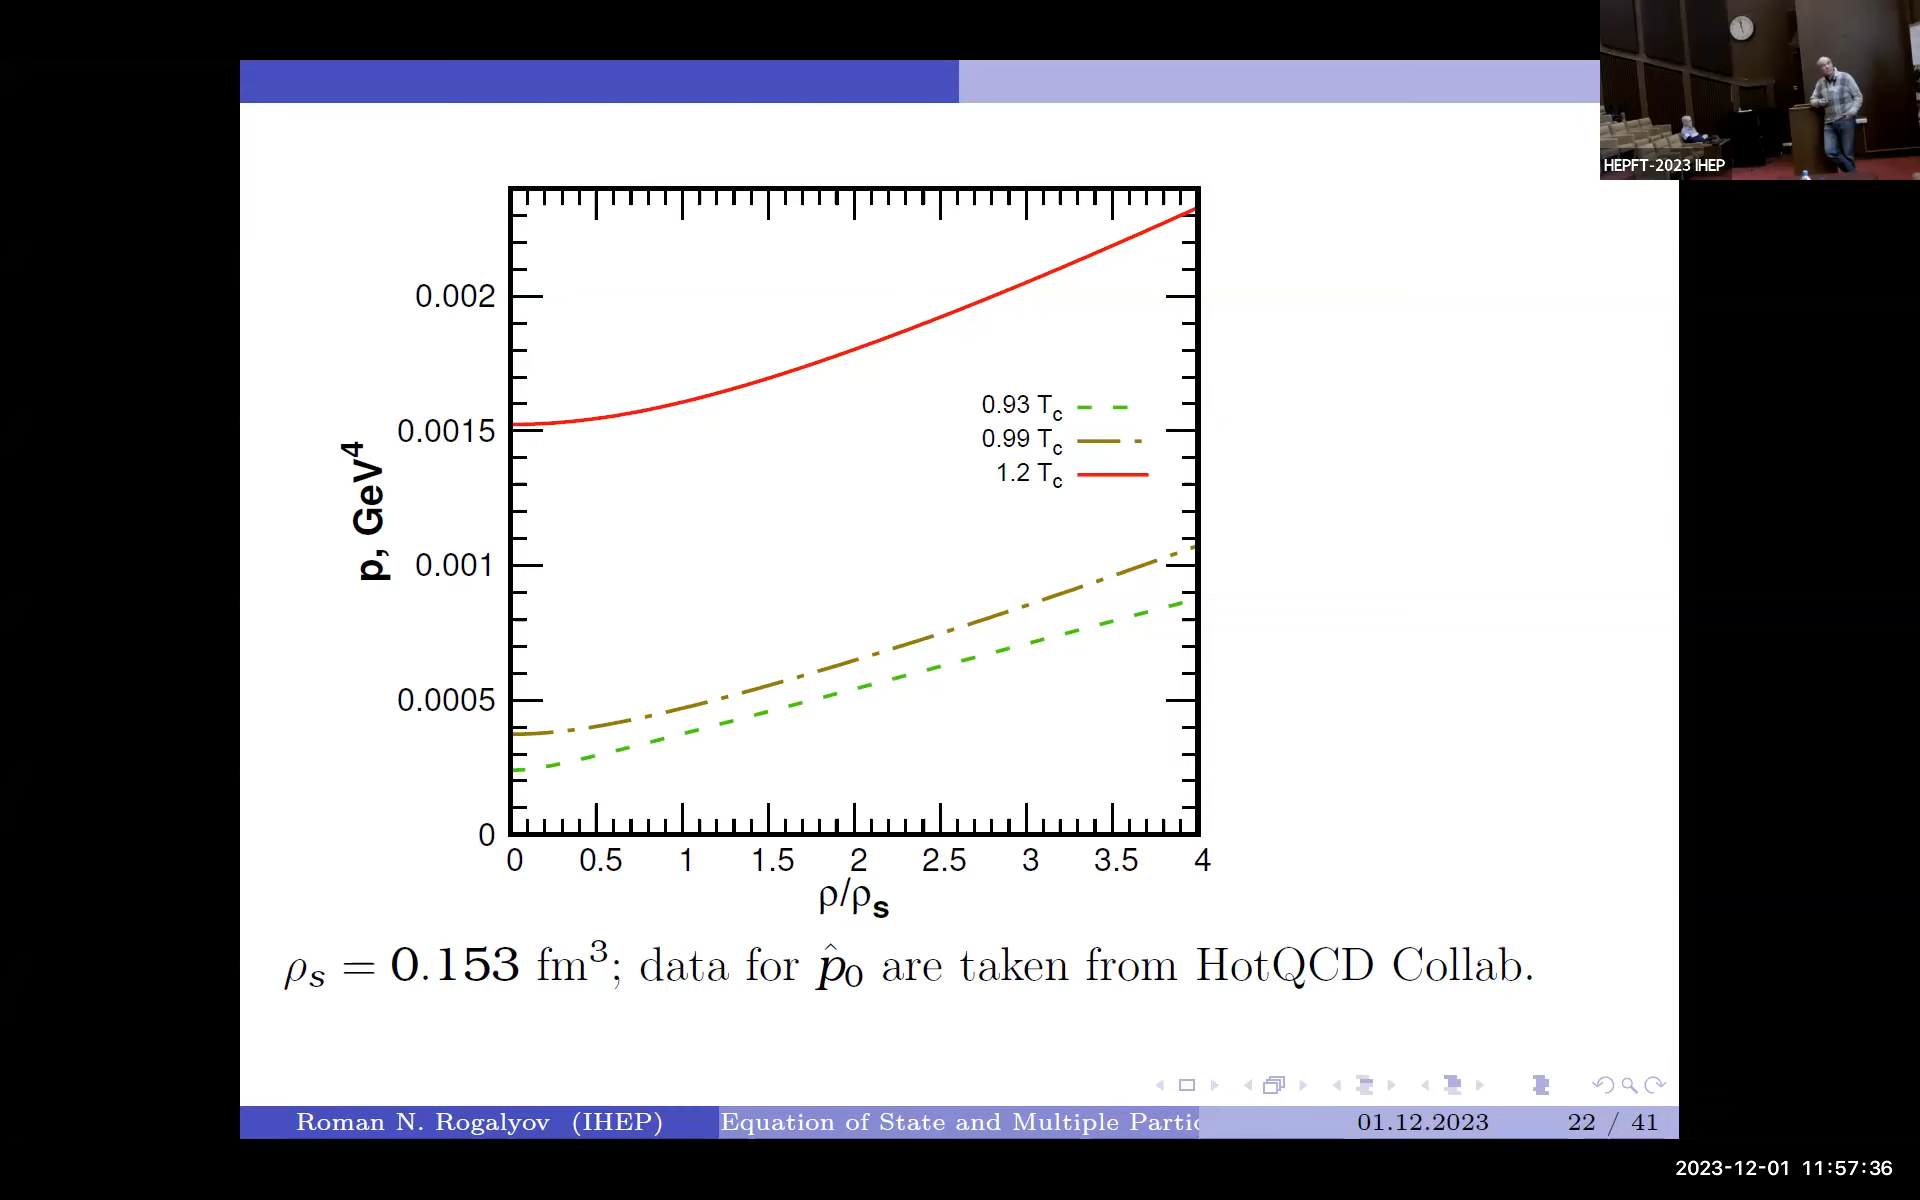 HEPFT-2023 IHEP
0.002
0.0015
0.001
0.0005
0
p, GeV⁴
0.93 T_c
0.99 T_c
1.2 T_c
0 0.5 1 1.5 2 2.5 3 3.5 4
ρ/ρ_s
ρ_s = 0.153 fm³; data for p̂₀ are taken from HotQCD Collab.
Roman N. Rogalyov (IHEP) Equation of State and Multiple Partic 01.12.2023 22 / 41
2023-12-01 11:57:36